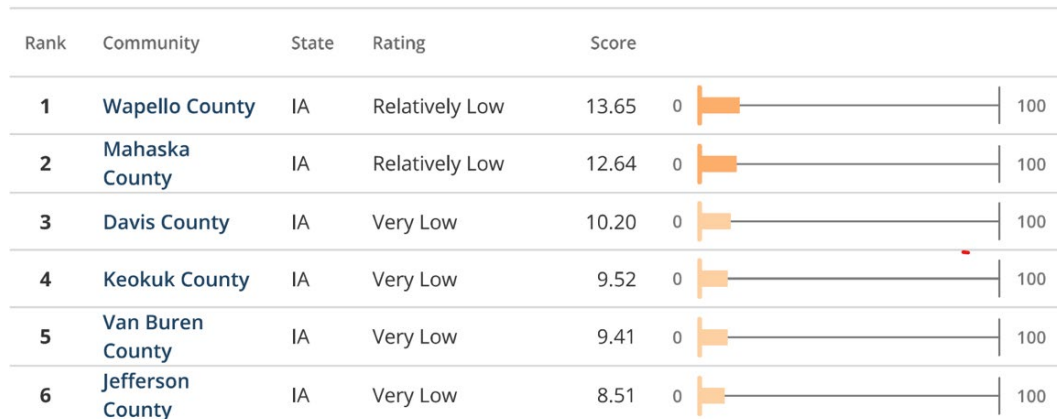 Rank Community State Rating Score
1 Wapello County IA Relatively Low 13.65 0 100
2 Mahaska County IA Relatively Low 12.64 0 100
3 Davis County IA Very Low 10.20 0 100
4 Keokuk County IA Very Low 9.52 0 100
5 Van Buren County IA Very Low 9.41 0 100
6 Jefferson County IA Very Low 8.51 0 100